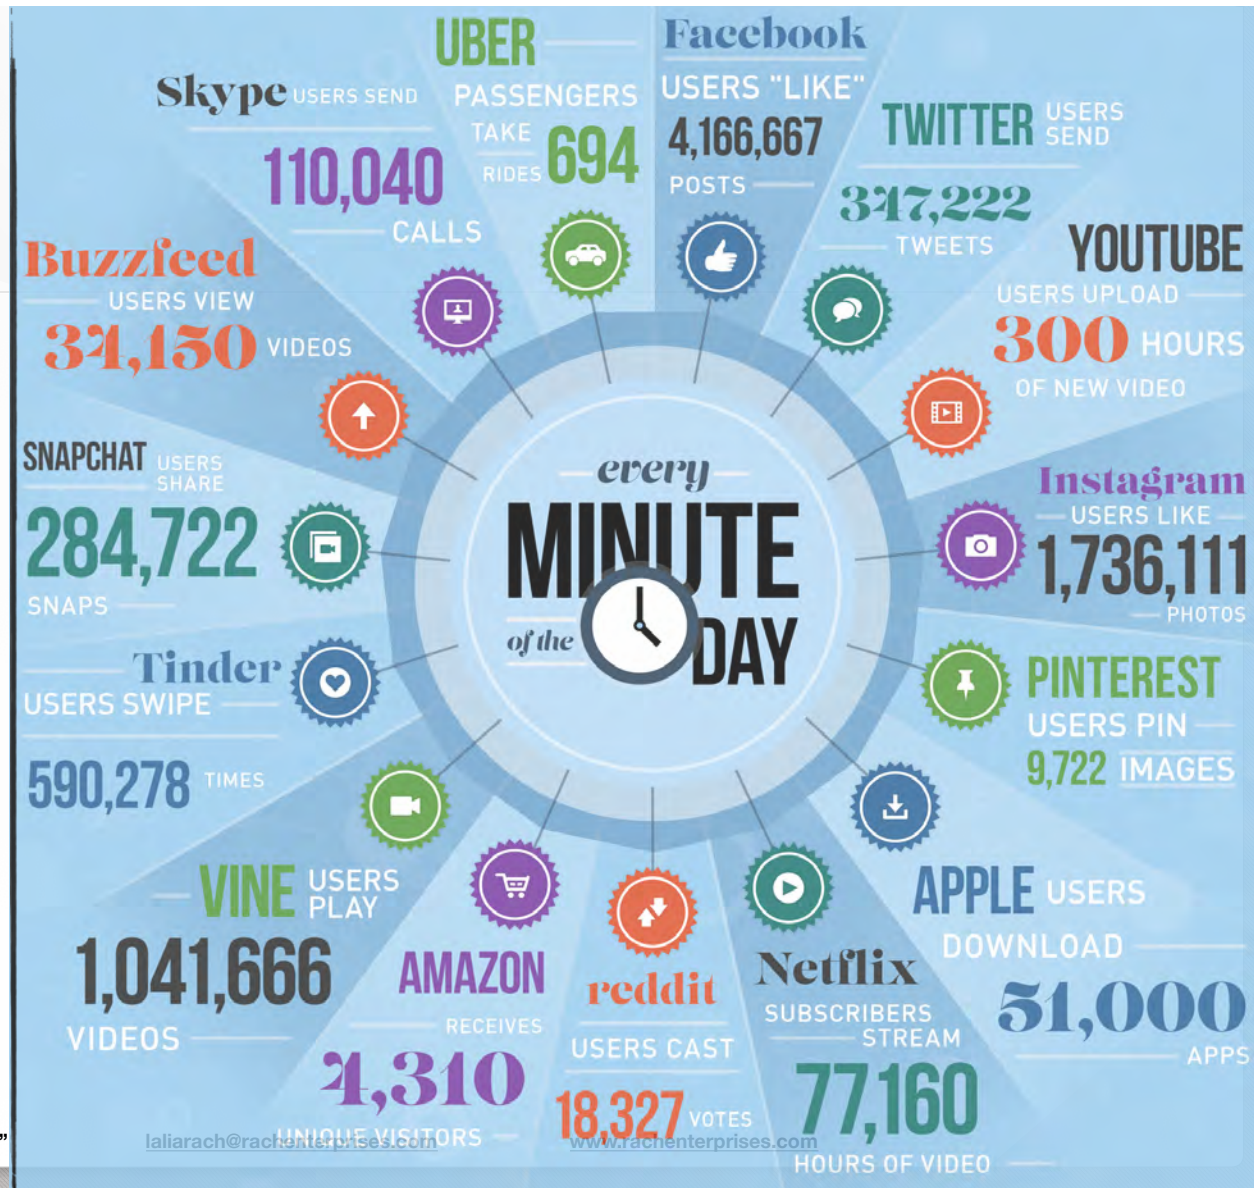 UBER
PASSENGERS
TAKE
RIDES 694
Facebook
USERS "LIKE"
4,166,667
POSTS
TWITTER USERS
SEND
347,222
TWEETS
YOUTUBE
USERS UPLOAD
300 HOURS
OF NEW VIDEO
Instagram
USERS LIKE
1,736,111
PHOTOS
PINTEREST
USERS PIN
9,722 IMAGES
APPLE USERS
DOWNLOAD
51,000
APPS
Netflix
SUBSCRIBERS
STREAM
77,160
HOURS OF VIDEO
reddit
USERS CAST
18,327 VOTES
AMAZON
RECEIVES
4,310
UNIQUE VISITORS
VINE USERS
PLAY
1,041,666
VIDEOS
Tinder
USERS SWIPE
590,278 TIMES
SNAPCHAT USERS
SHARE
284,722
SNAPS
Buzzfeed
USERS VIEW
34,150 VIDEOS
Skype USERS SEND
110,040
CALLS
every
MINUTE
of the
DAY
”
laliarach@rachenterprises.com
www.rachenterprises.com